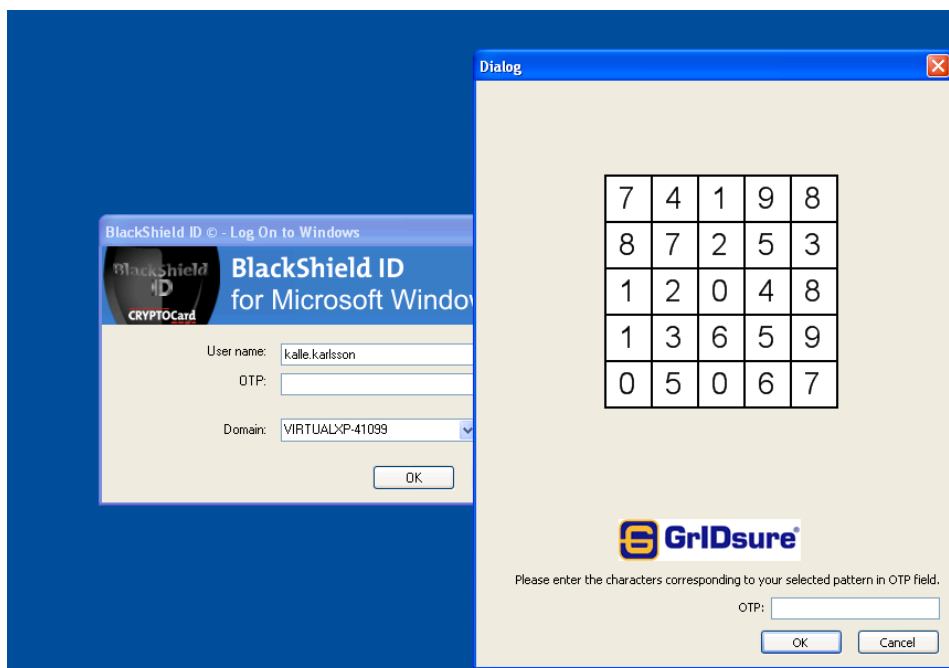 Dialog
7 4 1 9 8
8 7 2 5 3
1 2 0 4 8
1 3 6 5 9
0 5 0 6 7
GrIDsure
Please enter the characters corresponding to your selected pattern in OTP field.
OTP:
OK Cancel
BlackShield ID © - Log On to Windows
BlackShield ID
CRYPTOCard
BlackShield ID
for Microsoft Windo
User name: kalle.karlsson
OTP:
Domain: VIRTUALXP-41099
OK